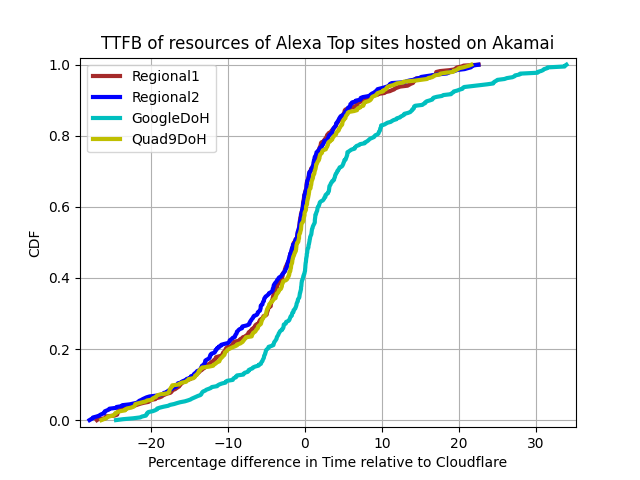 TTFB of resources of Alexa Top sites hosted on Akamai
Regional1
Regional2
GoogleDoH
Quad9DoH
CDF
1.0
0.8
0.6
0.4
0.2
0.0
−20 −10 0 10 20 30
Percentage difference in Time relative to Cloudflare